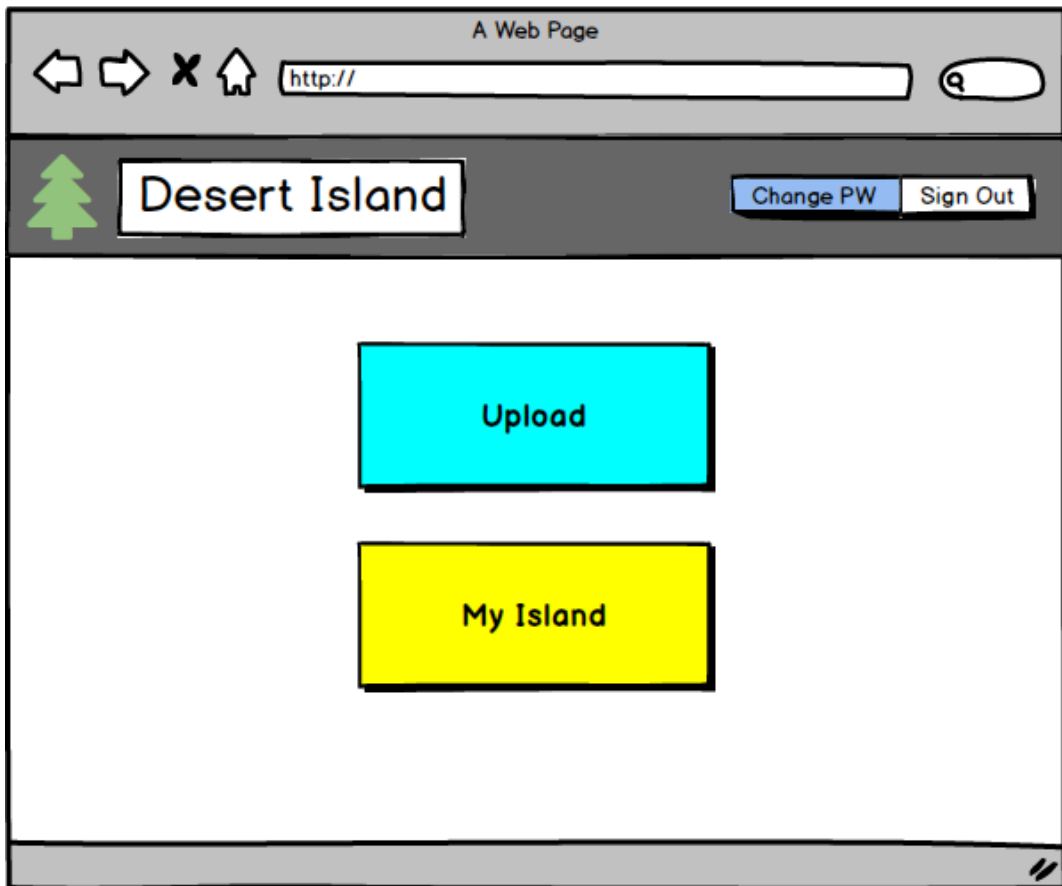 A Web Page
http://
Desert Island
Change PW Sign Out
Upload
My Island